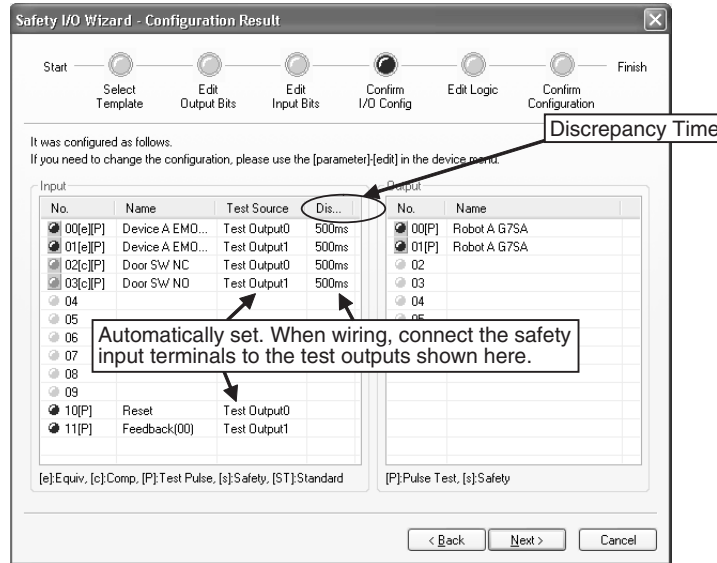 Safety I/O Wizard - Configuration Result
Start
Select Template
Edit Output Bits
Edit Input Bits
Confirm I/O Config
Edit Logic
Confirm Configuration
Finish
Discrepancy Time
It was configured as follows.
If you need to change the configuration, please use the [parameter]-[edit] in the device menu.
Input
No. Name Test Source Dis...
00[e][P] Device A EMO... Test Output0 500ms
01[e][P] Device A EMO... Test Output1 500ms
02[c][P] Door SW NC Test Output0 500ms
03[c][P] Door SW NO Test Output1 500ms
04
05
06
07
08
09
10[P] Reset Test Output0
11[P] Feedback(00) Test Output1
[e]:Equiv, [c]:Comp, [P]:Test Pulse, [s]:Safety, [ST]:Standard
Automatically set. When wiring, connect the safety
input terminals to the test outputs shown here.
Output
No. Name
00[P] Robot A G7SA
01[P] Robot A G7SA
02
03
04
05
[P]:Pulse Test, [s]:Safety
< Back
Next >
Cancel